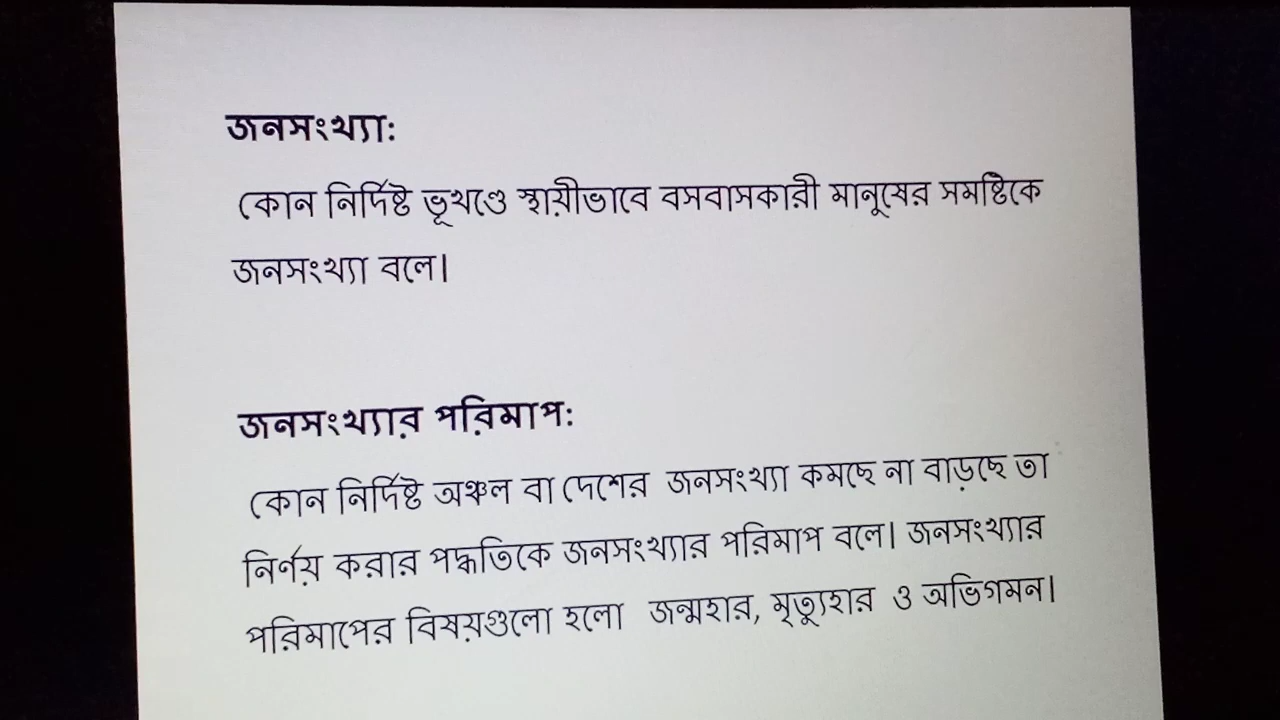 জনসংখ্যা:
কোন নির্দিষ্ট ভূখণ্ডে স্থায়ীভাবে বসবাসকারী মানুষের সমষ্টিকে
জনসংখ্যা বলে।
জনসংখ্যার পরিমাপ:
কোন নির্দিষ্ট অঞ্চল বা দেশের জনসংখ্যা কমছে না বাড়ছে তা
নির্ণয় করার পদ্ধতিকে জনসংখ্যার পরিমাপ বলে। জনসংখ্যার
পরিমাপের বিষয়গুলো হলো জন্মহার, মৃত্যুহার ও অভিগমন।